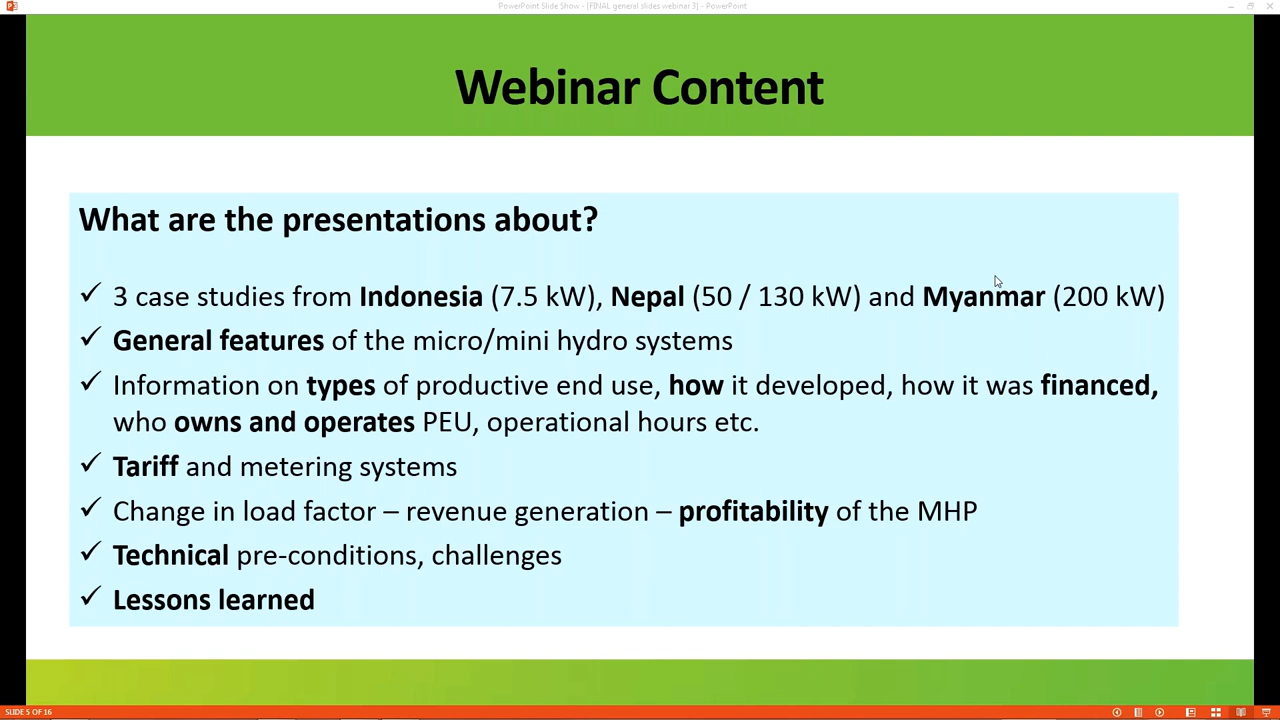 PowerPoint Slide Show - [FINAL general slides webinar 3] - PowerPoint
Webinar Content
What are the presentations about?
✓ 3 case studies from Indonesia (7.5 kW), Nepal (50 / 130 kW) and Myanmar (200 kW)
✓ General features of the micro/mini hydro systems
✓ Information on types of productive end use, how it developed, how it was financed,
who owns and operates PEU, operational hours etc.
✓ Tariff and metering systems
✓ Change in load factor – revenue generation – profitability of the MHP
✓ Technical pre-conditions, challenges
✓ Lessons learned
SLIDE 5 OF 16